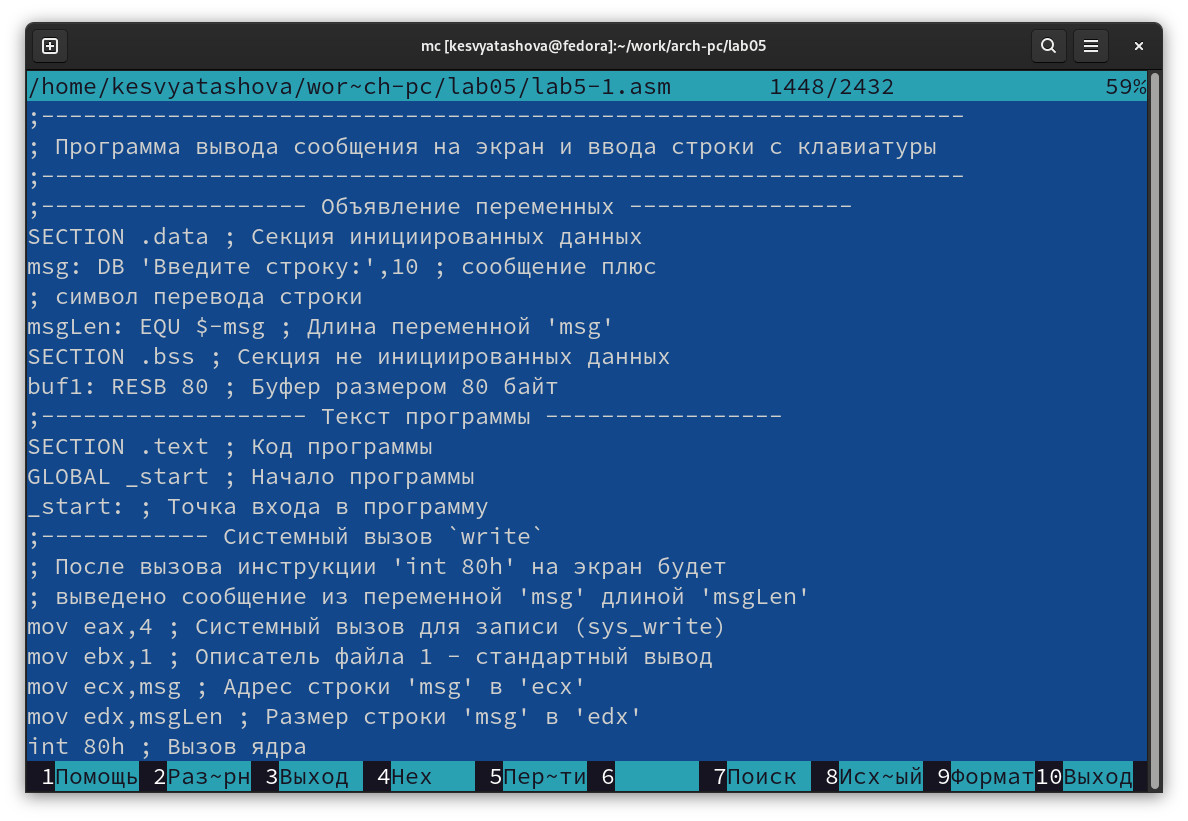 mc [kesvyatashova@fedora]:~/work/arch-pc/lab05
/home/kesvyatashova/wor~ch-pc/lab05/lab5-1.asm 1448/2432 59%
;------------------------------------------------------------------
; Программа вывода сообщения на экран и ввода строки с клавиатуры
;------------------------------------------------------------------
;------------------- Объявление переменных ----------------
SECTION .data ; Секция инициированных данных
msg: DB 'Введите строку:',10 ; сообщение плюс
; символ перевода строки
msgLen: EQU $-msg ; Длина переменной 'msg'
SECTION .bss ; Секция не инициированных данных
buf1: RESB 80 ; Буфер размером 80 байт
;------------------- Текст программы -----------------
SECTION .text ; Код программы
GLOBAL _start ; Начало программы
_start: ; Точка входа в программу
;------------ Системный вызов `write`
; После вызова инструкции 'int 80h' на экран будет
; выведено сообщение из переменной 'msg' длиной 'msgLen'
mov eax,4 ; Системный вызов для записи (sys_write)
mov ebx,1 ; Описатель файла 1 - стандартный вывод
mov ecx,msg ; Адрес строки 'msg' в 'ecx'
mov edx,msgLen ; Размер строки 'msg' в 'edx'
int 80h ; Вызов ядра
1Помощь 2Раз~рн 3Выход 4Hex 5Пер~ти 6 7Поиск 8Исх~ый 9Формат 10Выход